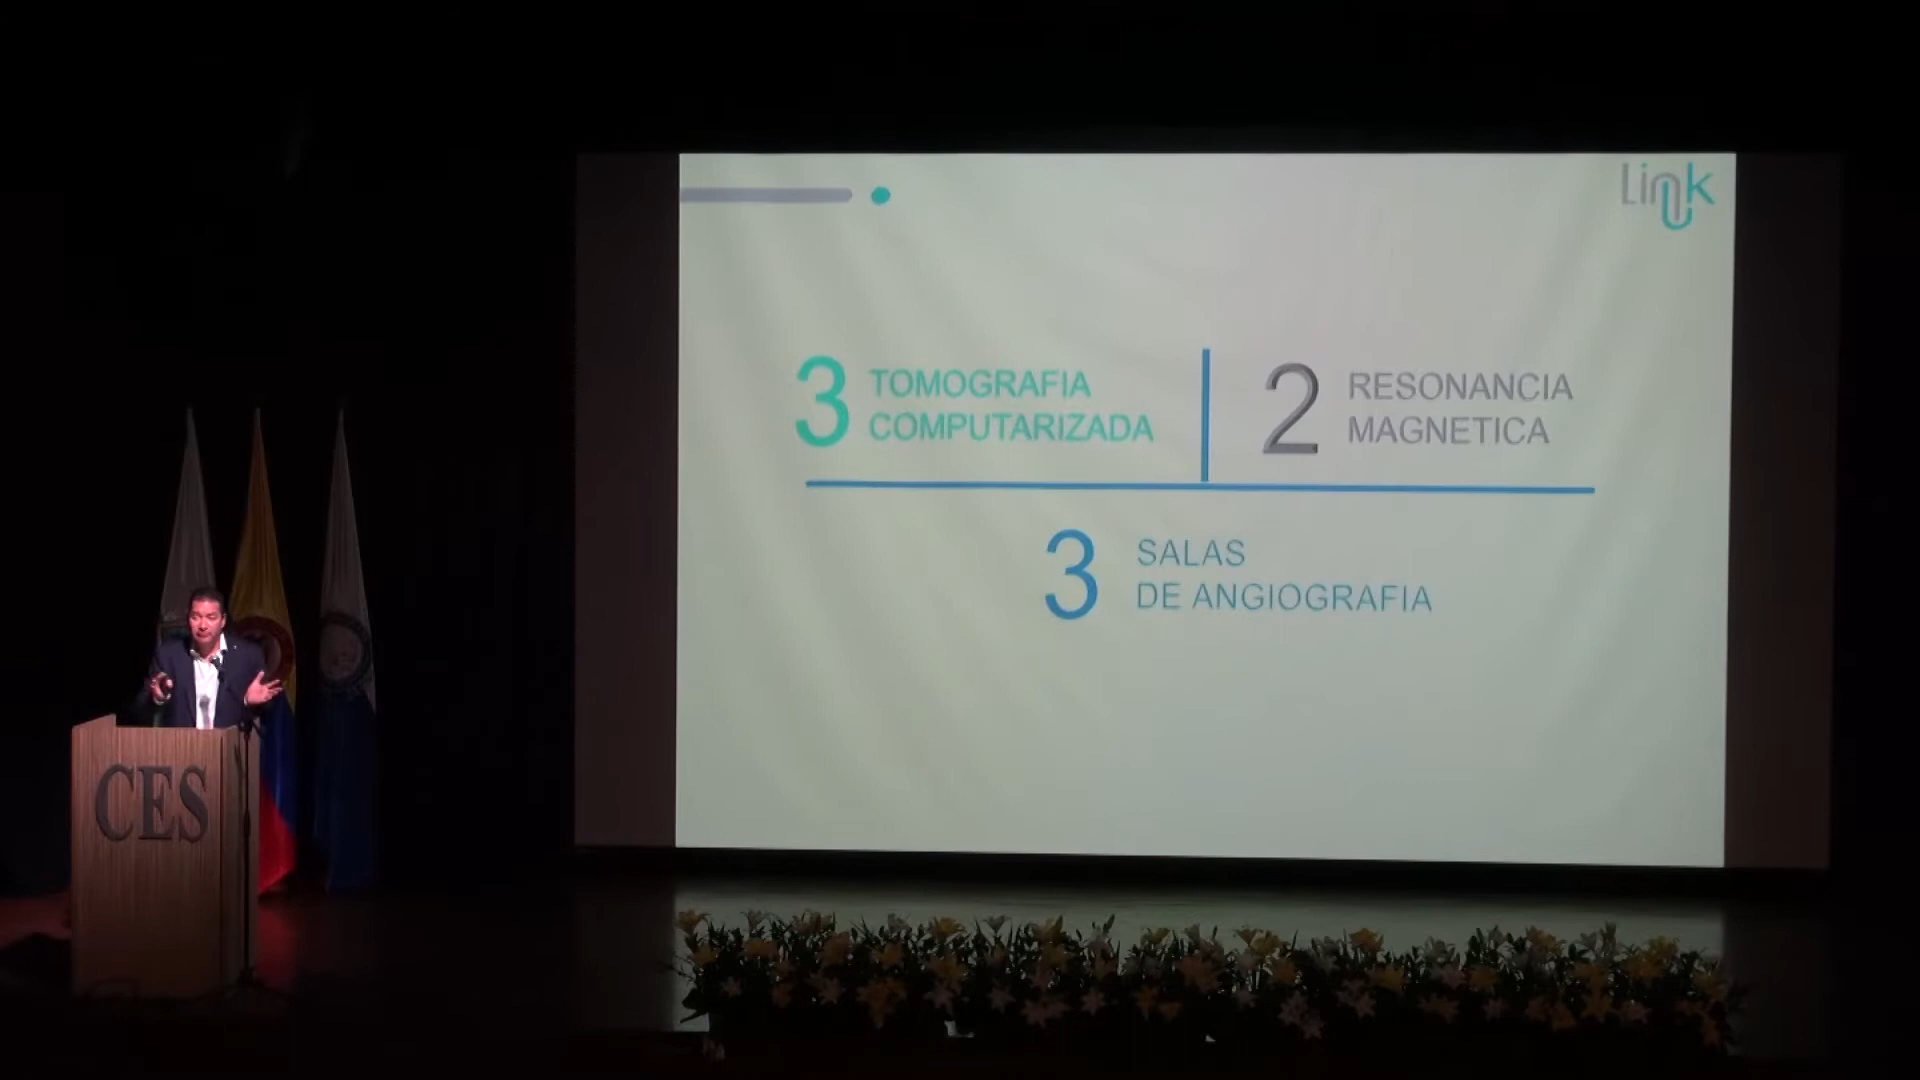 Link
3 TOMOGRAFIA
COMPUTARIZADA
2 RESONANCIA
MAGNETICA
3 SALAS
DE ANGIOGRAFIA
CES